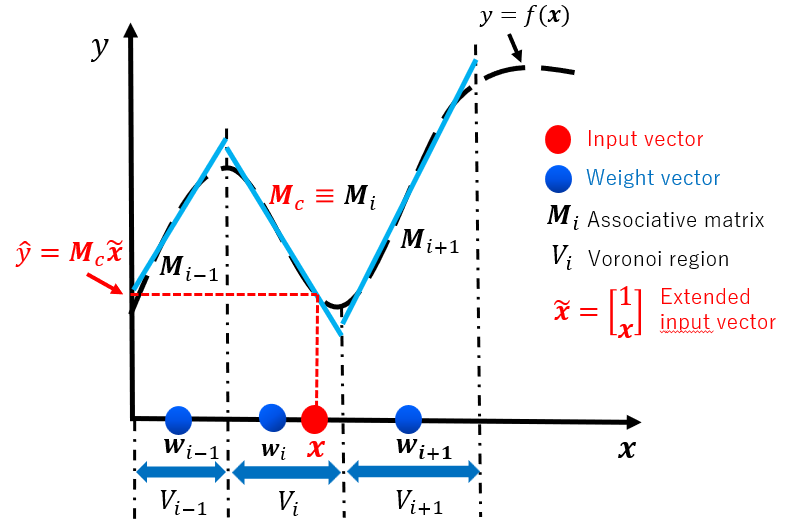 y
y = f(x)
Input vector
Weight vector
M_c ≡ M_i
M_i Associative matrix
ŷ = M_c x̃
M_{i−1}
M_{i+1}
V_i Voronoi region
x̃ = [1 x] Extended
input vector
w_{i−1} w_i x w_{i+1} x
V_{i−1} V_i V_{i+1}